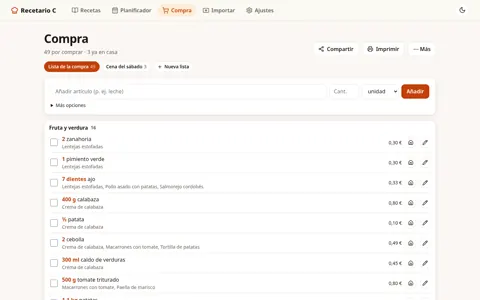 Recetario C
Recetas
Planificador
Compra
Importar
Ajustes
Compra
49 por comprar · 3 ya en casa
Compartir
Imprimir
··· Más
Lista de la compra 49
Cena del sábado 5
+ Nueva lista
Añadir artículo (p. ej. leche)
Cant.
unidad
Añadir
▶ Más opciones
Fruta y verdura 16
2 zanahoria
0,30 €
Lentejas estofadas
1 pimiento verde
0,30 €
Lentejas estofadas
7 dientes ajo
0,33 €
Lentejas estofadas, Pollo asado con patatas, Salmorejo cordobés
400 g calabaza
0,80 €
Crema de calabaza
½ patata
0,10 €
Crema de calabaza
2 cebolla
0,49 €
Crema de calabaza, Macarrones con tomate, Tortilla de patatas
300 ml caldo de verduras
0,45 €
Crema de calabaza
500 g tomate triturado
0,80 €
Macarrones con tomate, Paella de marisco